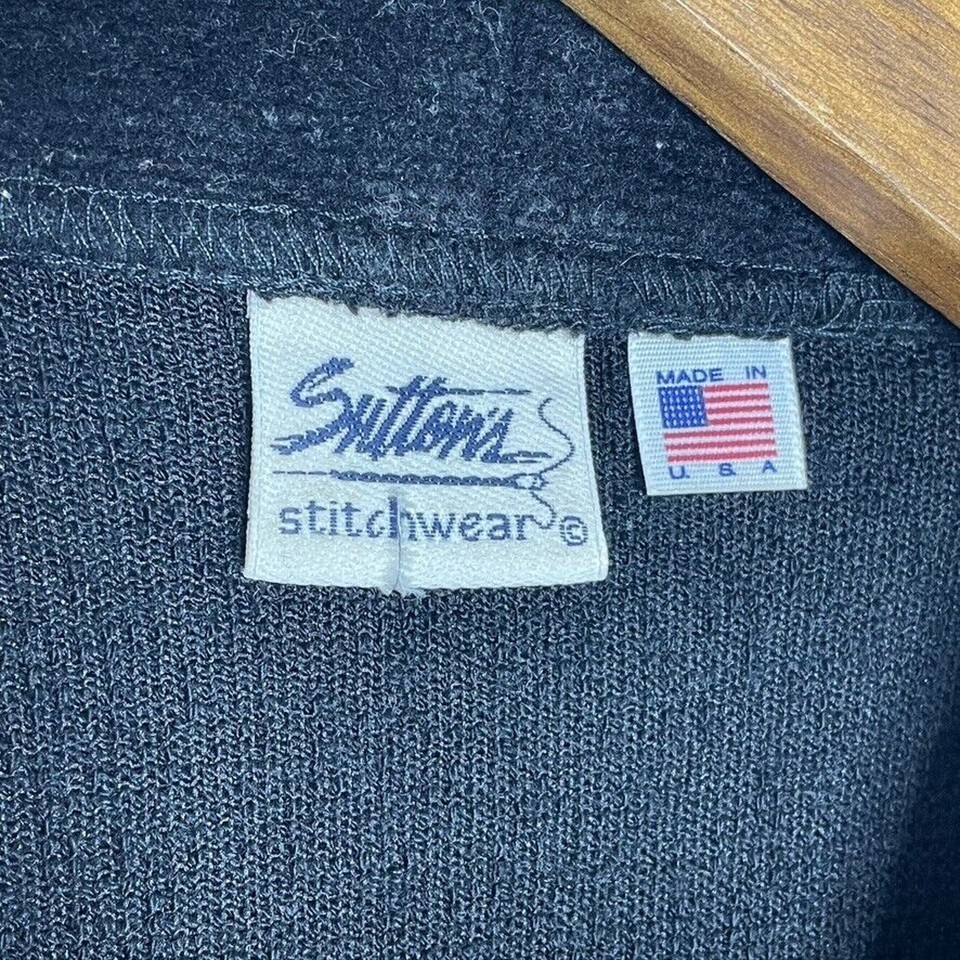 Sutton's
stitchwear ©
MADE IN
U. S A